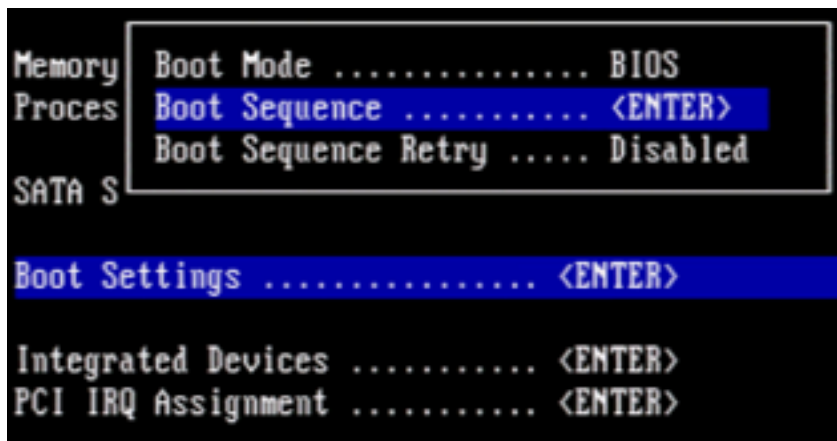 Memory
Boot Mode ............... BIOS
Proces
Boot Sequence ........... <ENTER>
Boot Sequence Retry ..... Disabled
SATA S
Boot Settings ................ <ENTER>
Integrated Devices ........... <ENTER>
PCI IRQ Assignment ........... <ENTER>